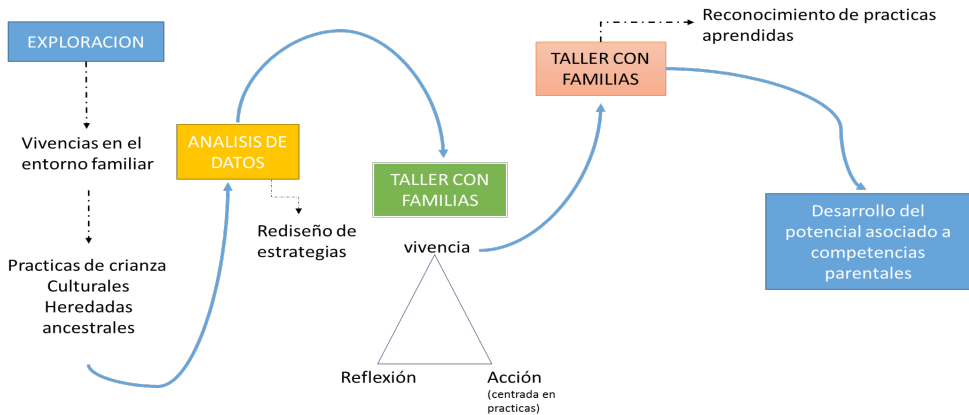 EXPLORACION
Vivencias en el
entorno familiar
Practicas de crianza
Culturales
Heredadas
ancestrales
ANALISIS DE
DATOS
Rediseño de
estrategias
TALLER CON
FAMILIAS
vivencia
Reflexión
Acción
(centrada en
practicas)
TALLER CON
FAMILIAS
Reconocimiento de practicas
aprendidas
Desarrollo del
potencial asociado a
competencias
parentales